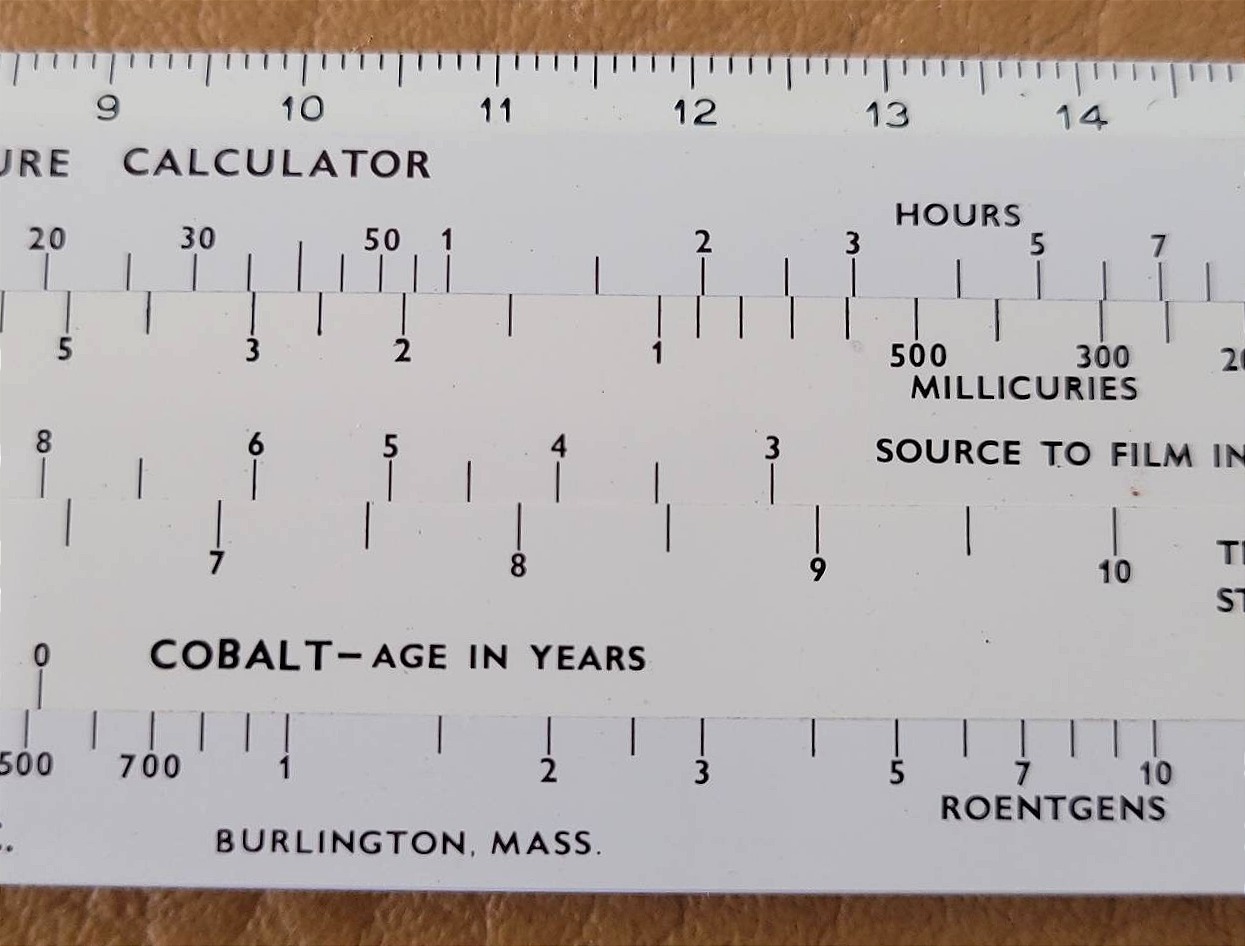 9 10 11 12 13 14
CALCULATOR
HOURS
20 30 50 1 2 3 5 7
5 3 2 1 500 300
MILLICURIES
8 6 5 4 3 SOURCE TO FILM IN
7 8 9 10
0 COBALT-AGE IN YEARS
500 700 1 2 3 5 7 10
ROENTGENS
BURLINGTON, MASS.